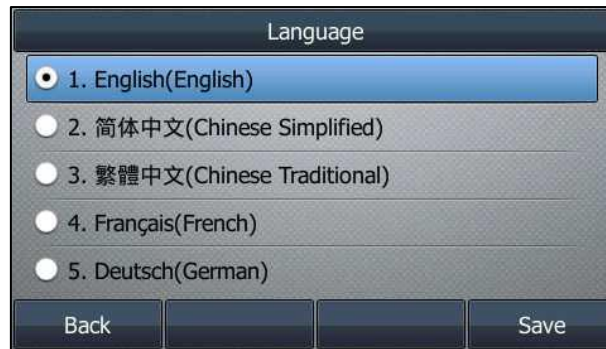 Language
1. English(English)
2. 简体中文(Chinese Simplified)
3. 繁體中文(Chinese Traditional)
4. Français(French)
5. Deutsch(German)
Back Save